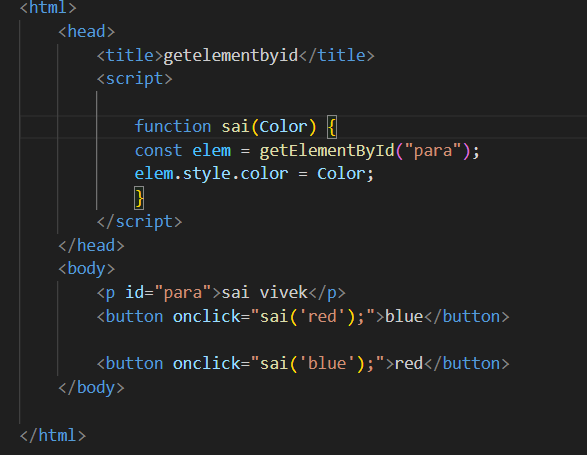 <html>
<head>
<title>getelementbyid</title>
<script>
function sai(Color) {
const elem = getElementById("para");
elem.style.color = Color;
}
</script>
</head>
<body>
<p id="para">sai vivek</p>
<button onclick="sai('red');">blue</button>
<button onclick="sai('blue');">red</button>
</body>
</html>